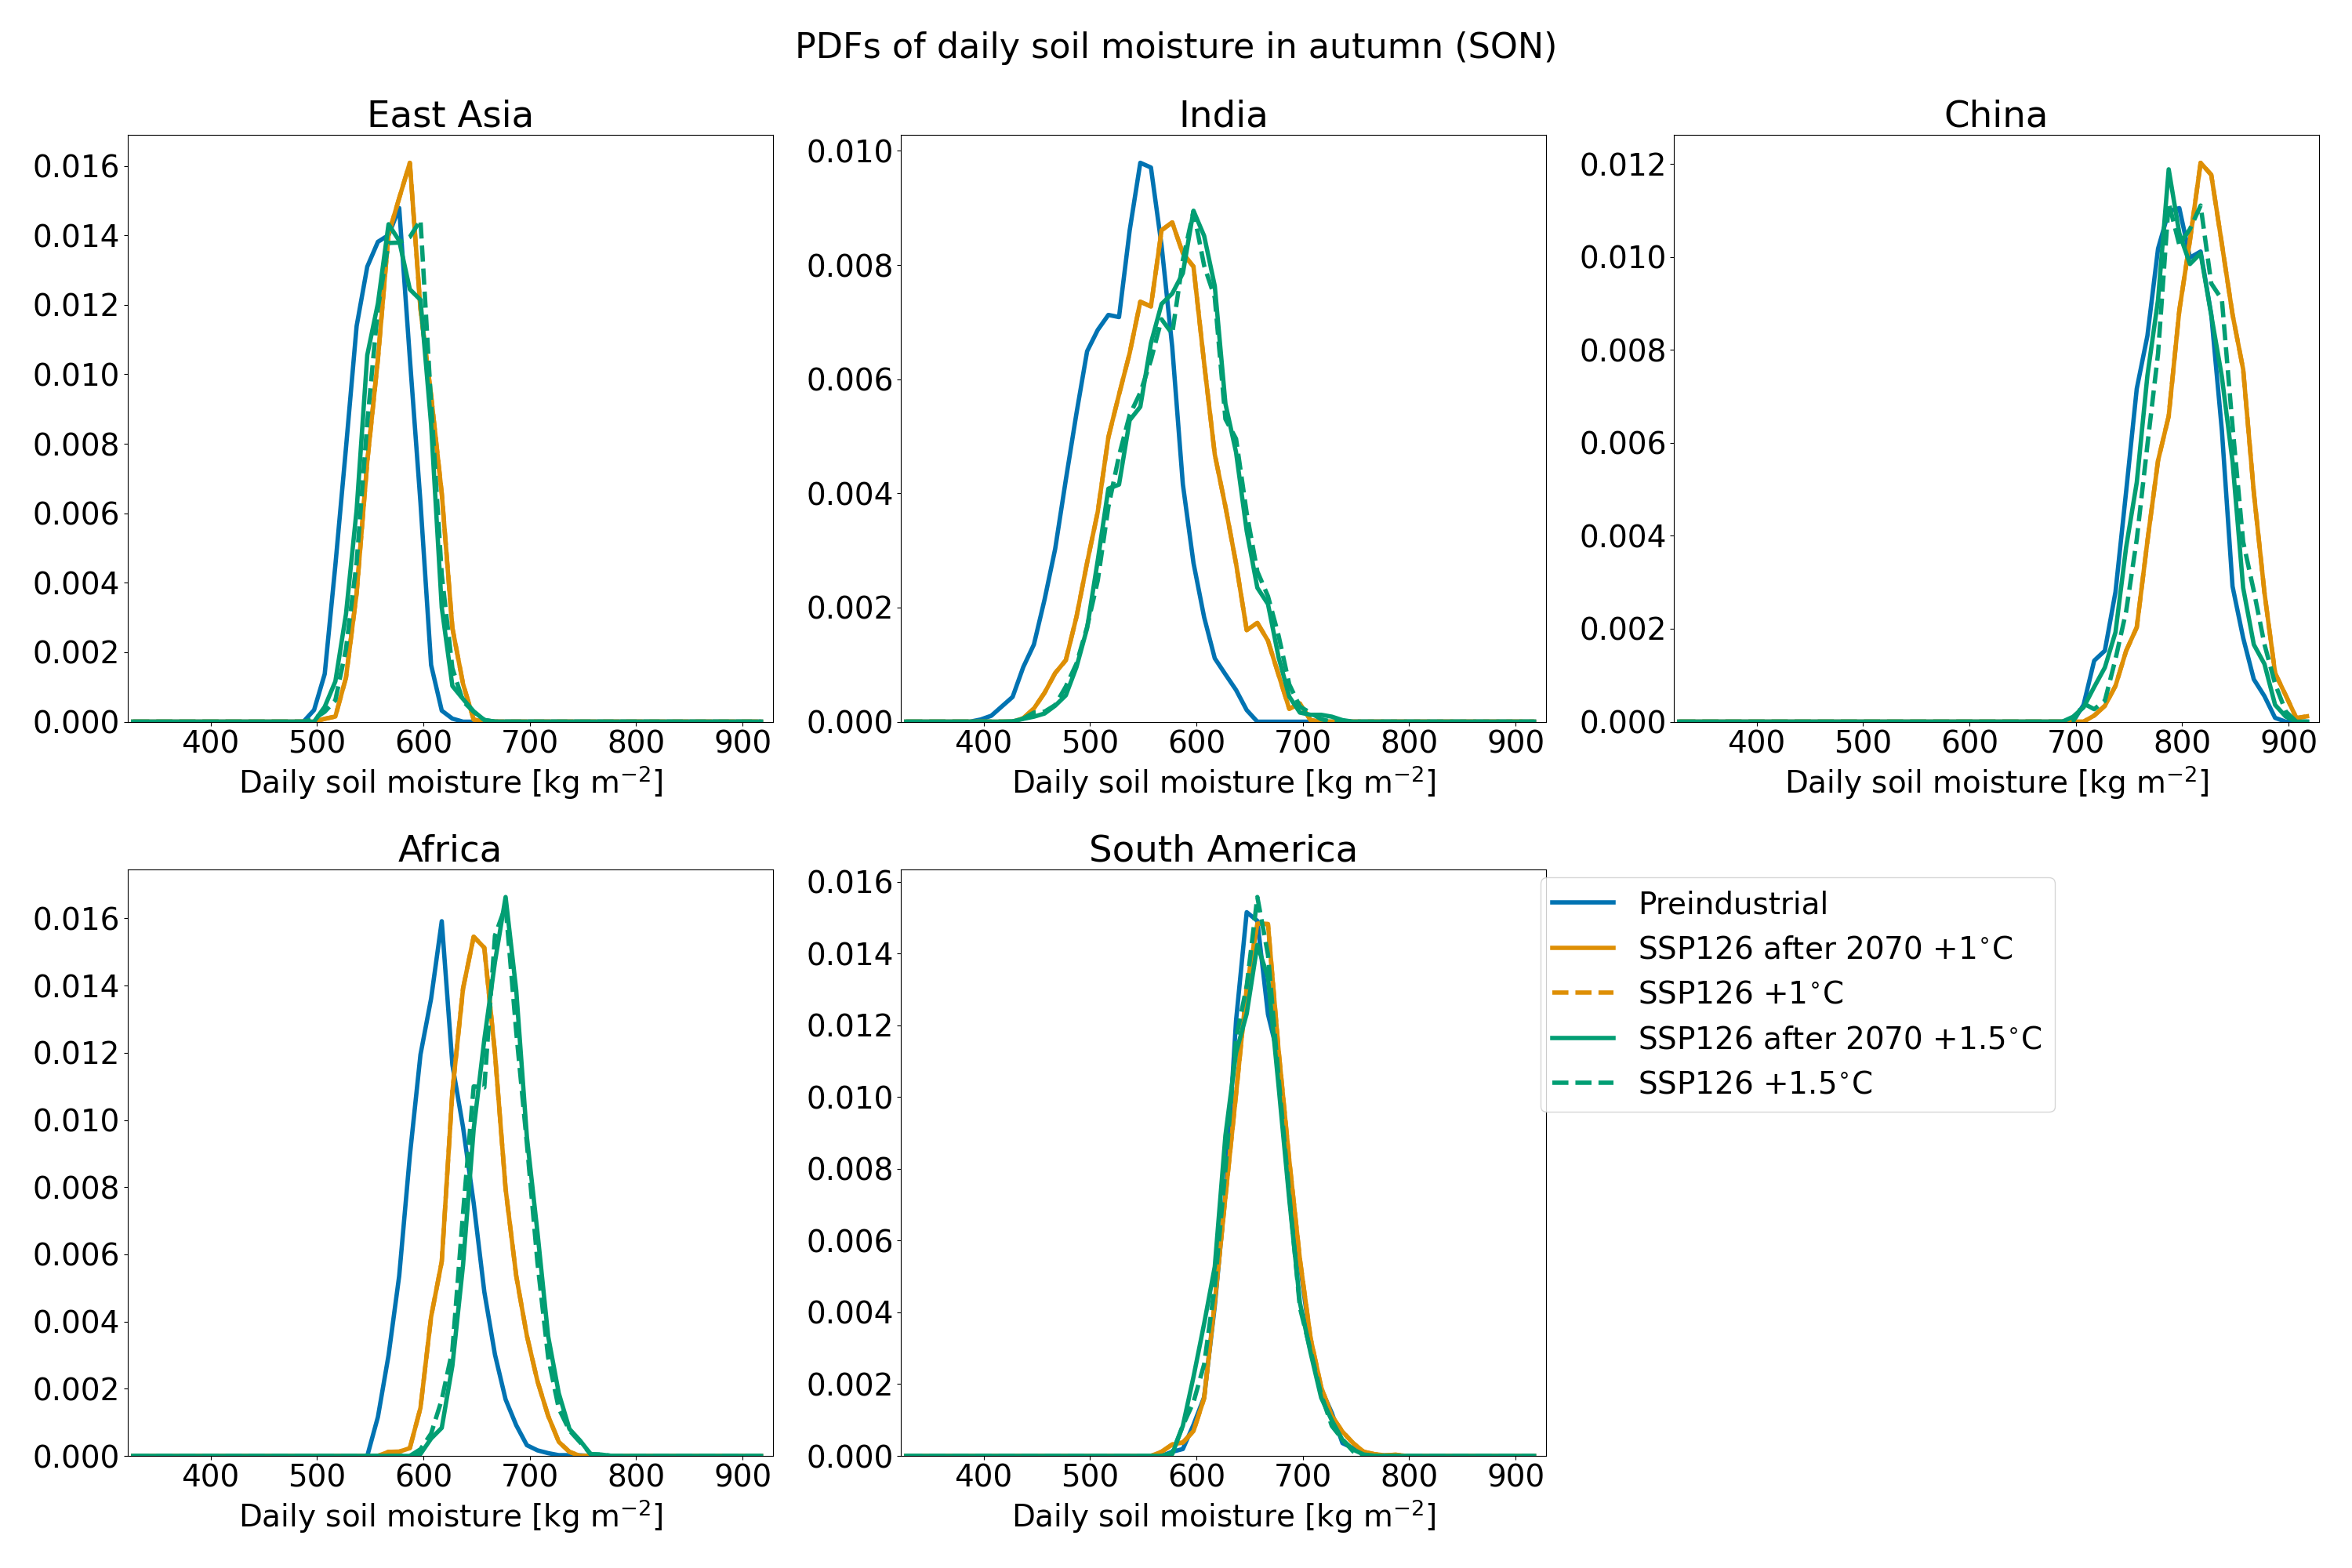 PDFs of daily soil moisture in autumn (SON)
East Asia
0.016
0.014
0.012
0.010
0.008
0.006
0.004
0.002
0.000
400 500 600 700 800 900
Daily soil moisture [kg m⁻²]
India
0.010
0.008
0.006
0.004
0.002
0.000
400 500 600 700 800 900
Daily soil moisture [kg m⁻²]
China
0.012
0.010
0.008
0.006
0.004
0.002
0.000
400 500 600 700 800 900
Daily soil moisture [kg m⁻²]
Africa
0.016
0.014
0.012
0.010
0.008
0.006
0.004
0.002
0.000
400 500 600 700 800 900
Daily soil moisture [kg m⁻²]
South America
0.016
0.014
0.012
0.010
0.008
0.006
0.004
0.002
0.000
400 500 600 700 800 900
Daily soil moisture [kg m⁻²]
Preindustrial
SSP126 after 2070 +1°C
SSP126 +1°C
SSP126 after 2070 +1.5°C
SSP126 +1.5°C